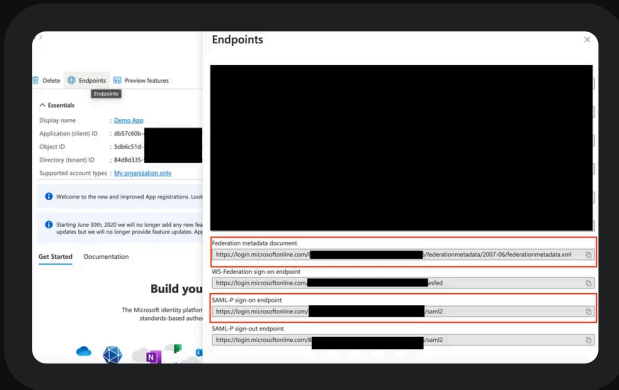 Endpoints
Delete Endpoints Preview features
Endpoints
Essentials
Display name : Demo App
Application (client) ID : db57c60b-
Object ID : 5db6c51d-
Directory (tenant) ID : 84d8d335-
Supported account types : My organization only
Welcome to the new and improved App registrations. Look
Starting June 30th, 2020 we will no longer add any new fea
updates but we will no longer provide feature updates. App
Get Started Documentation
Build you
The Microsoft identity platform
standards-based authe
Federation metadata document
https://login.microsoftonline.com/ /federationmetadata/2007-06/federationmetadata.xml
WS-Federation sign-on endpoint
https://login.microsoftonline.com/ wsfed
SAML-P sign-on endpoint
https://login.microsoftonline.com/ /saml2
SAML-P sign-out endpoint
https://login.microsoftonline.com/8 /saml2